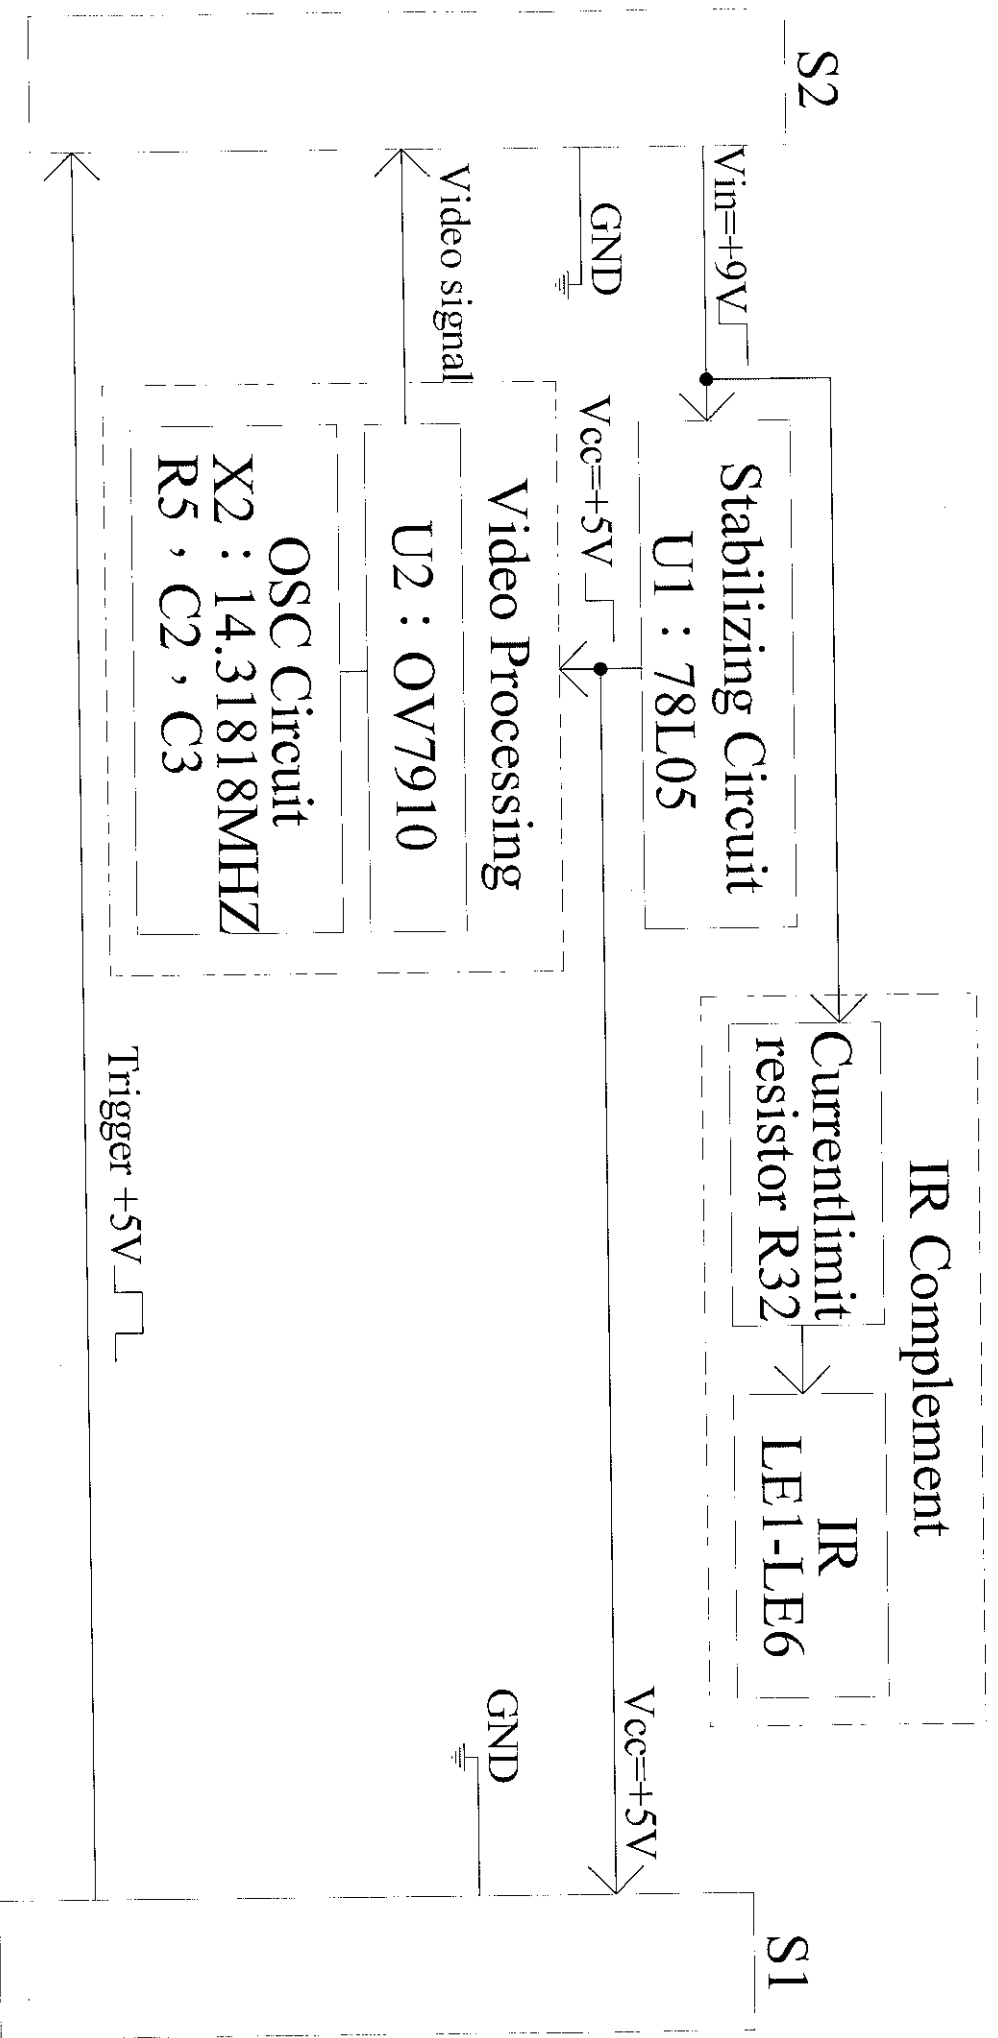 S2
Vin=+9V
GND
Video signal
Stabilizing Circuit
U1：78L05
Vcc=+5V
Video Processing
U2：OV7910
OSC Circuit
X2：14.31818MHZ
R5，C2，C3
IR Complement
Currentlimit
resistor R32
IR
LE1-LE6
Trigger +5V
Vcc=+5V
GND
S1